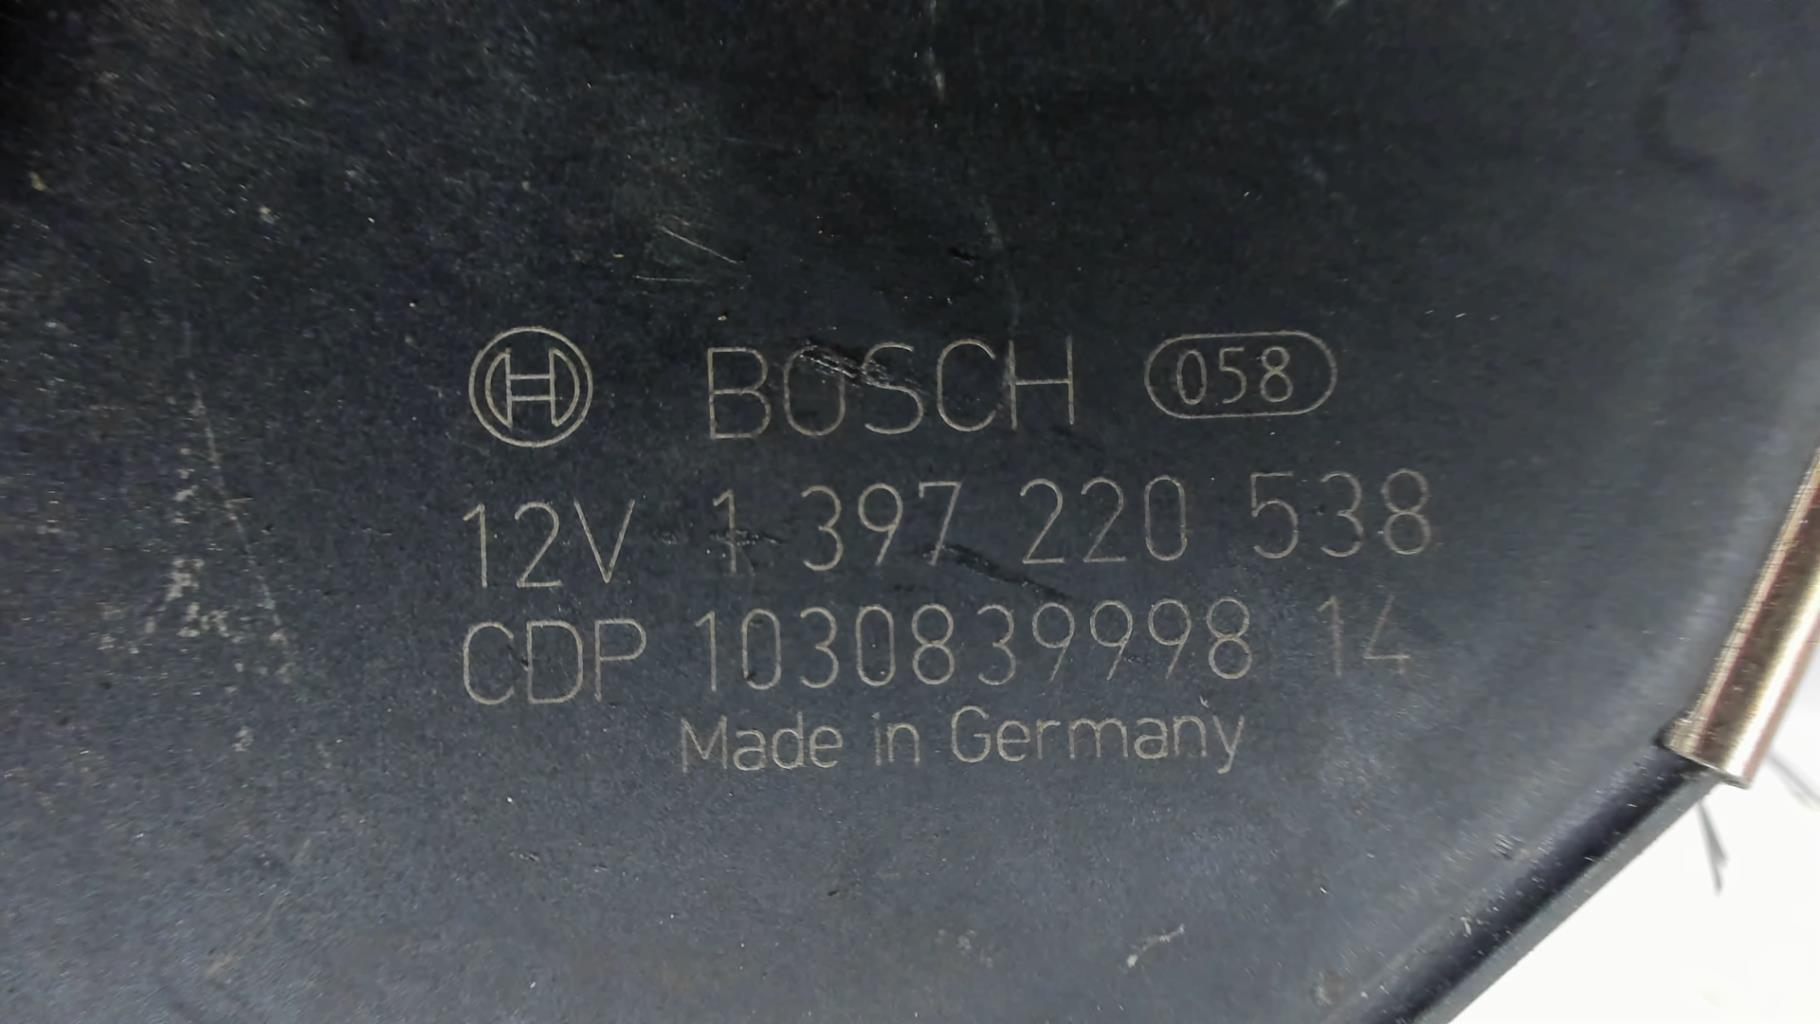 BOSCH 058
12V 1 397 220 538
CDP 1030839998 14
Made in Germany